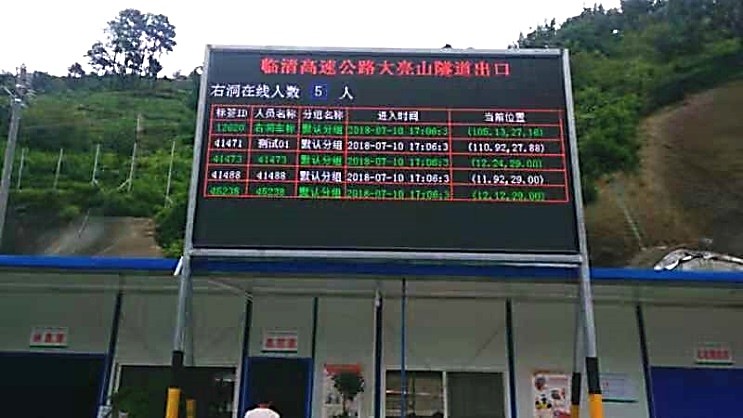 临清高速公路大亮山隧道出口
右洞在线人数 5 人
标签ID 人员名称 分组名称 进入时间 当前位置
12620 右洞坐标 默认分组 2018-07-10 17:06:3 (105.13,27.16)
41471 测试01 默认分组 2018-07-10 17:06:3 (110.92,27.88)
41473 41473 默认分组 2018-07-10 17:06:3 (12.24,29.00)
41488 41488 默认分组 2018-07-10 17:06:3 (11.92,29.00)
45238 45238 默认分组 2018-07-10 17:06:3 (12.12,29.00)